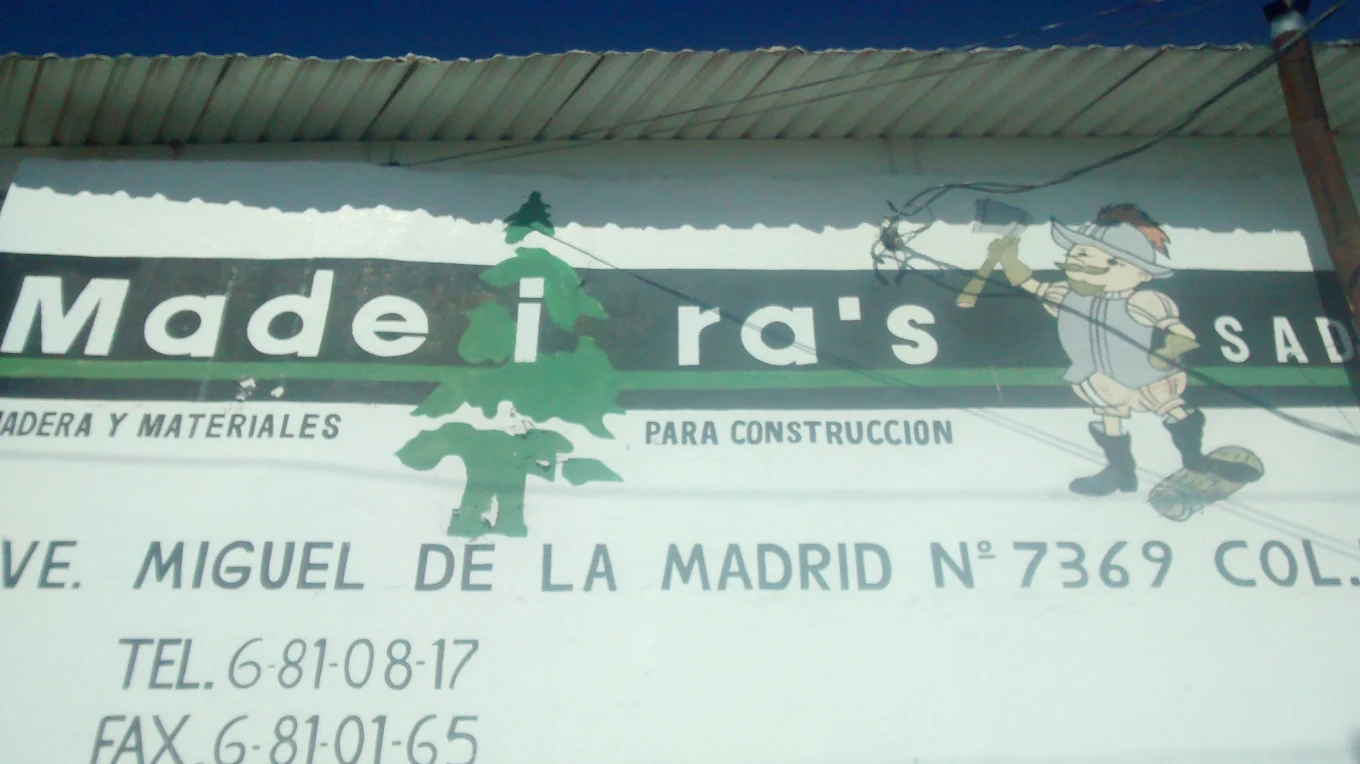 Madeira's SAD
MADERA Y MATERIALES PARA CONSTRUCCION
VE. MIGUEL DE LA MADRID Nº 7369 COL.
TEL. 6-81-08-17
FAX. 6-81-01-65